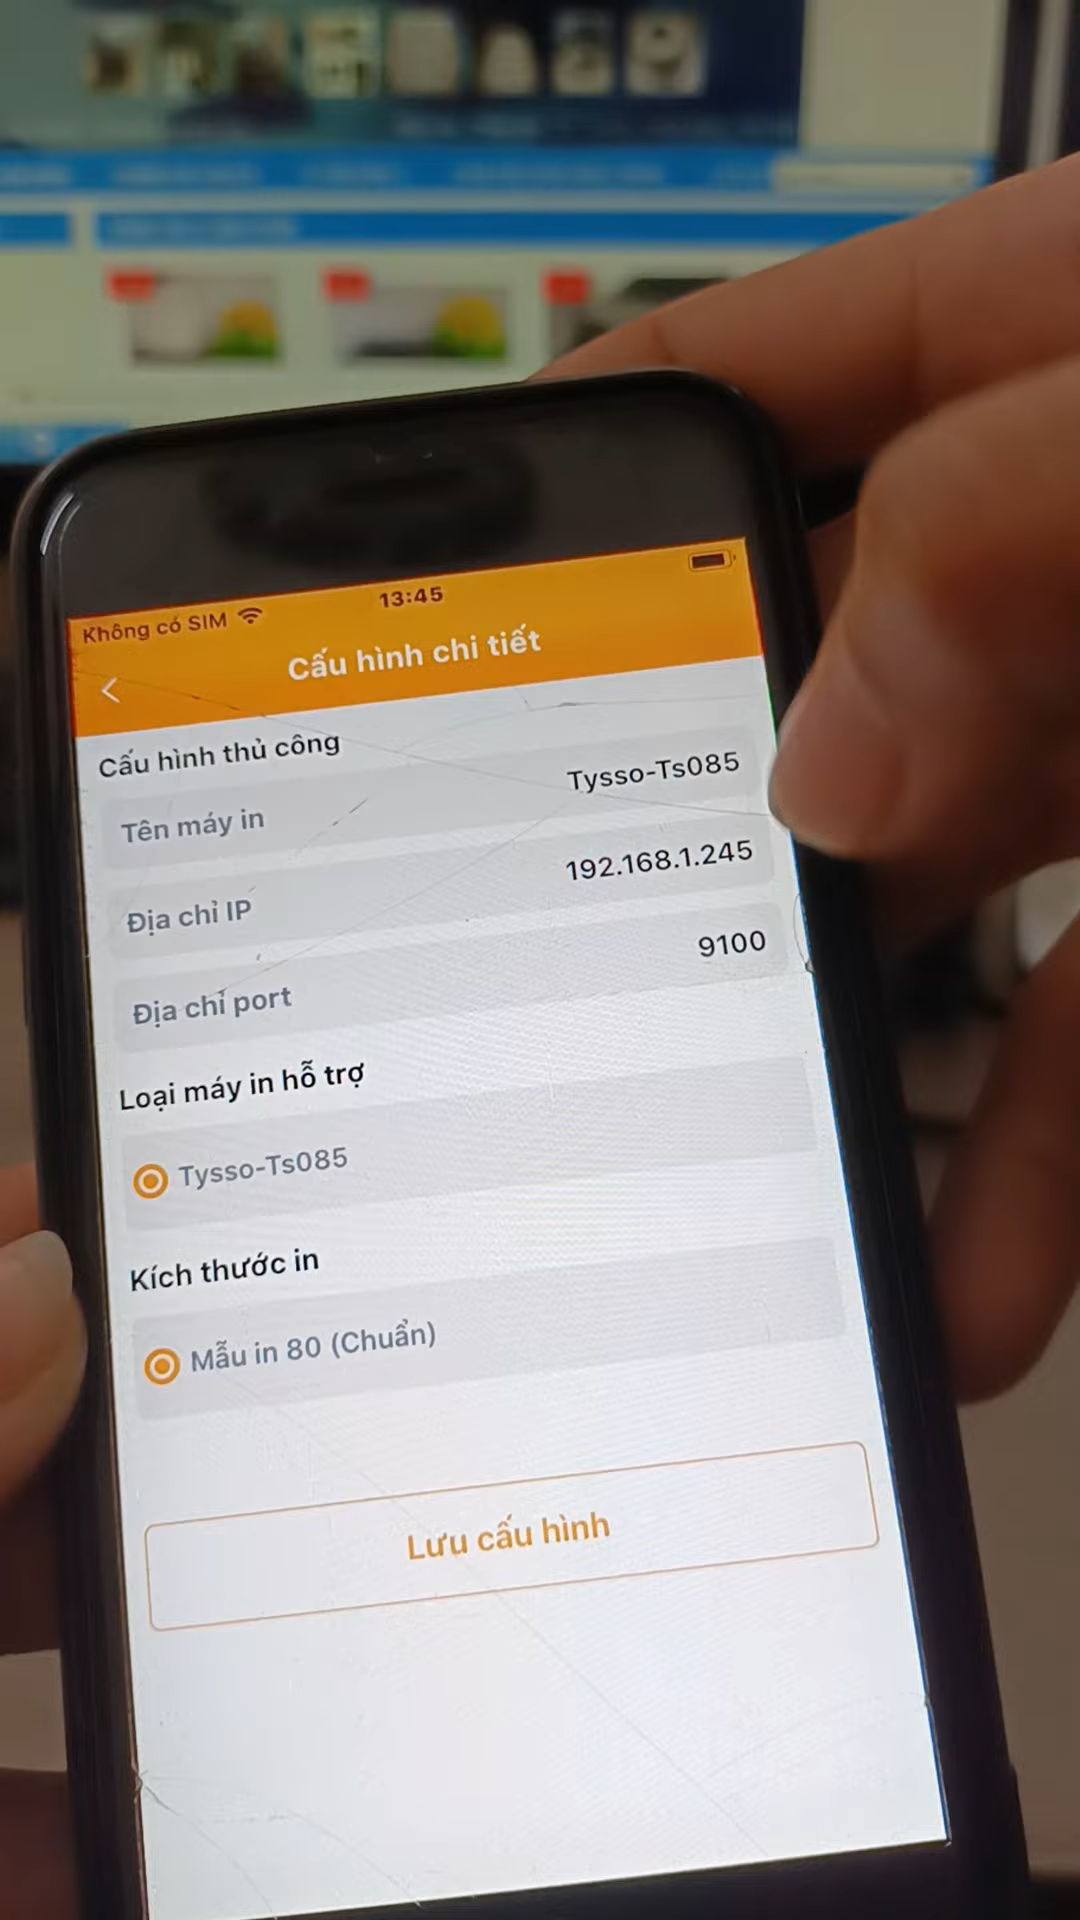 Không có SIM
13:45
Cấu hình chi tiết
Cấu hình thủ công
Tên máy in
Tysso-Ts085
Địa chỉ IP
192.168.1.245
Địa chỉ port
9100
Loại máy in hỗ trợ
Tysso-Ts085
Kích thước in
Mẫu in 80 (Chuẩn)
Lưu cấu hình